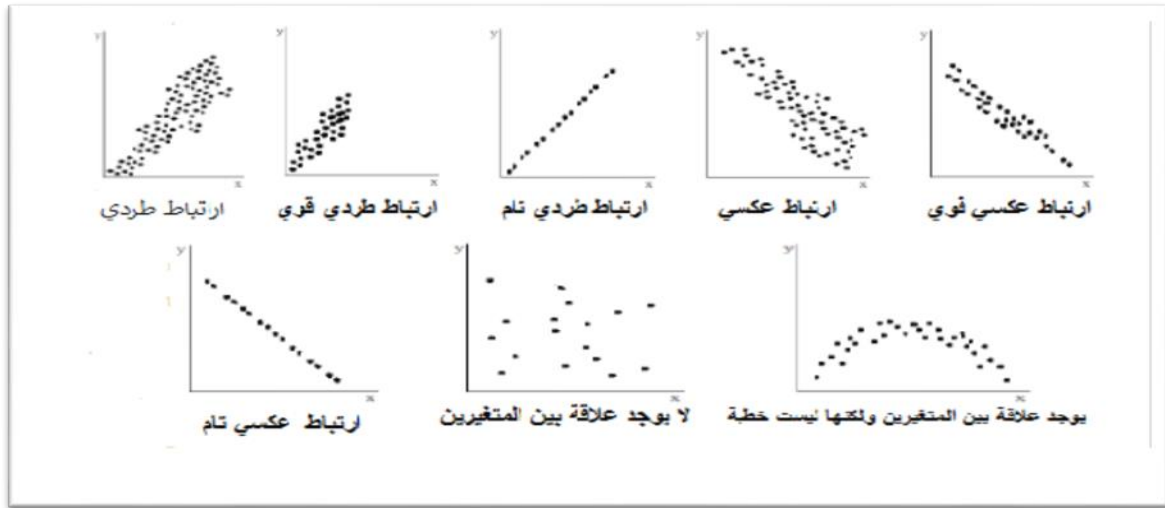 y y y y y
x x x x x
ارتباط طردي ارتباط طردي قوي ارتباط طردي تام ارتباط عكسي ارتباط عكسي قوي
y y y
x x x
ارتباط عكسي تام لا يوجد علاقة بين المتغيرين يوجد علاقة بين المتغيرين ولكنها ليست خطية